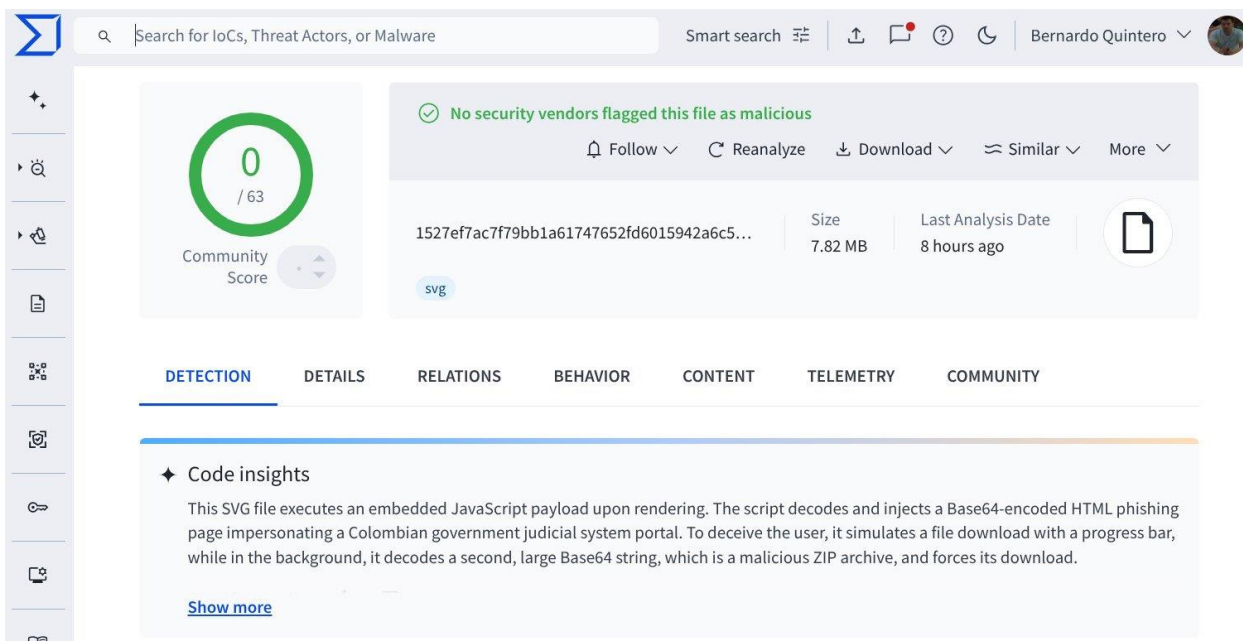 Search for IoCs, Threat Actors, or Malware
Smart search
Bernardo Quintero
0
/ 63
Community
Score
No security vendors flagged this file as malicious
Follow
Reanalyze
Download
Similar
More
1527ef7ac7f79bb1a61747652fd6015942a6c5...
Size
7.82 MB
Last Analysis Date
8 hours ago
svg
DETECTION
DETAILS
RELATIONS
BEHAVIOR
CONTENT
TELEMETRY
COMMUNITY
Code insights
This SVG file executes an embedded JavaScript payload upon rendering. The script decodes and injects a Base64-encoded HTML phishing
page impersonating a Colombian government judicial system portal. To deceive the user, it simulates a file download with a progress bar,
while in the background, it decodes a second, large Base64 string, which is a malicious ZIP archive, and forces its download.
Show more